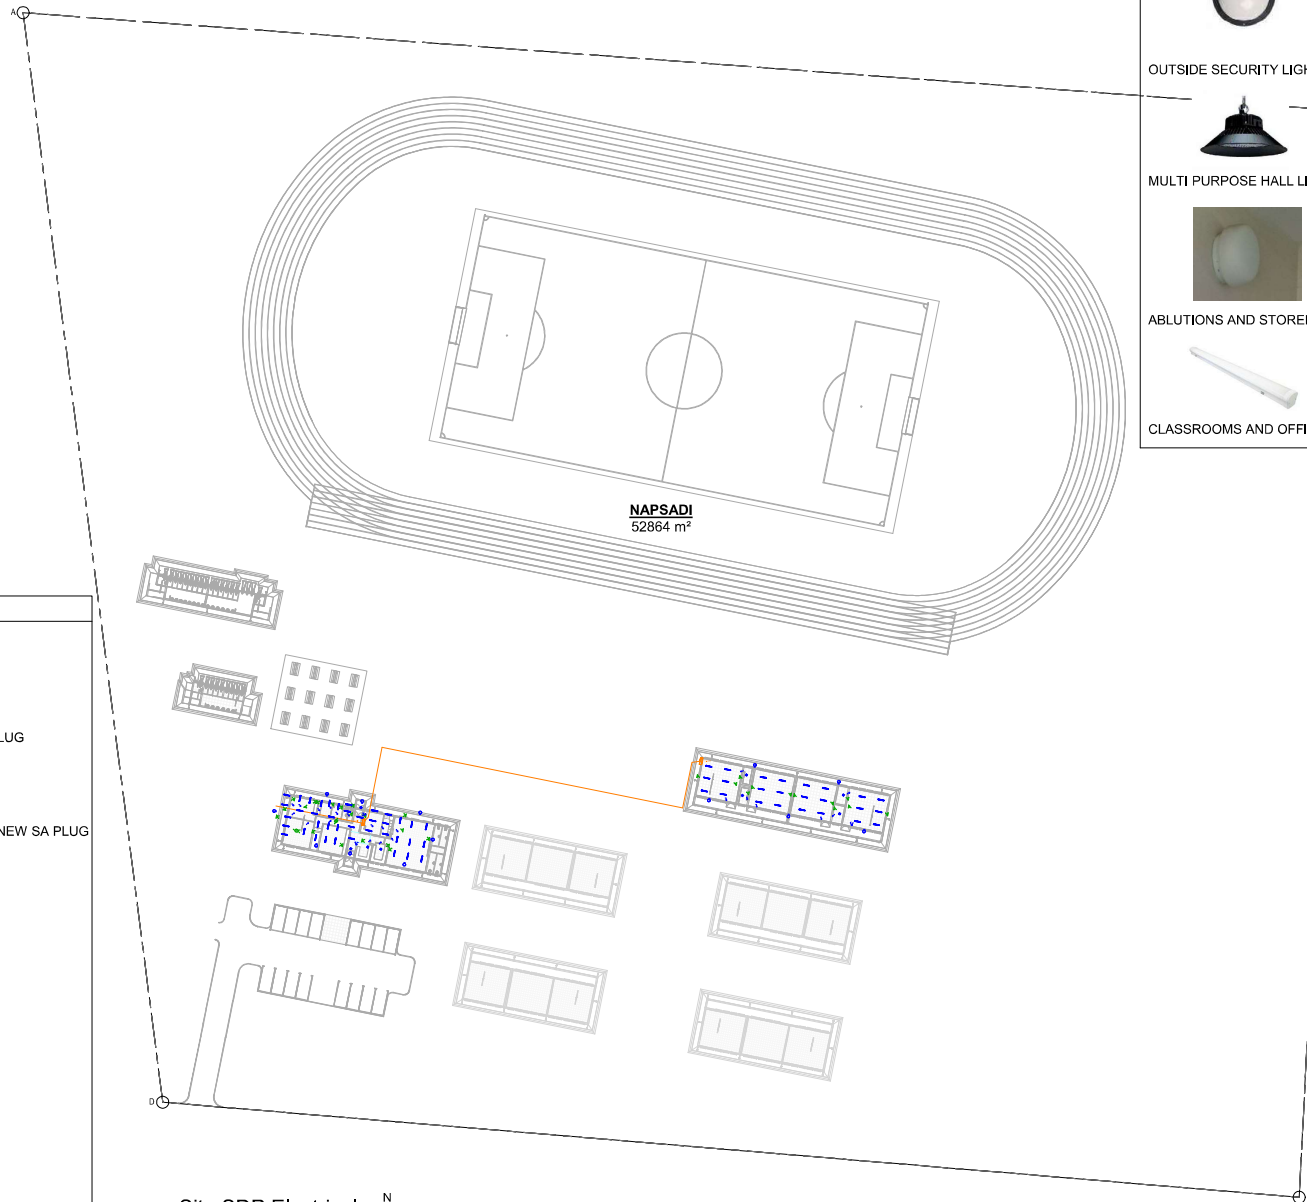 A
OUTSIDE SECURITY LIGH
MULTI PURPOSE HALL LI
ABLUTIONS AND STORE
CLASSROOMS AND OFFI
NAPSADI
52864 m²
LUG
NEW SA PLUG
D
N